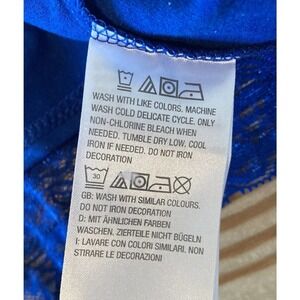 WASH WITH LIKE COLORS. MACHINE
WASH COLD DELICATE CYCLE. ONLY
NON-CHLORINE BLEACH WHEN
NEEDED. TUMBLE DRY LOW. COOL
IRON IF NEEDED. DO NOT IRON
DECORATION
30
GB: WASH WITH SIMILAR COLOURS.
DO NOT IRON DECORATION
D: MIT ÄHNLICHEN FARBEN
WASCHEN, ZIERTEILE NICHT BÜGELN
I: LAVARE CON COLORI SIMILARI. NON
STIRARE LE DECORAZIONI